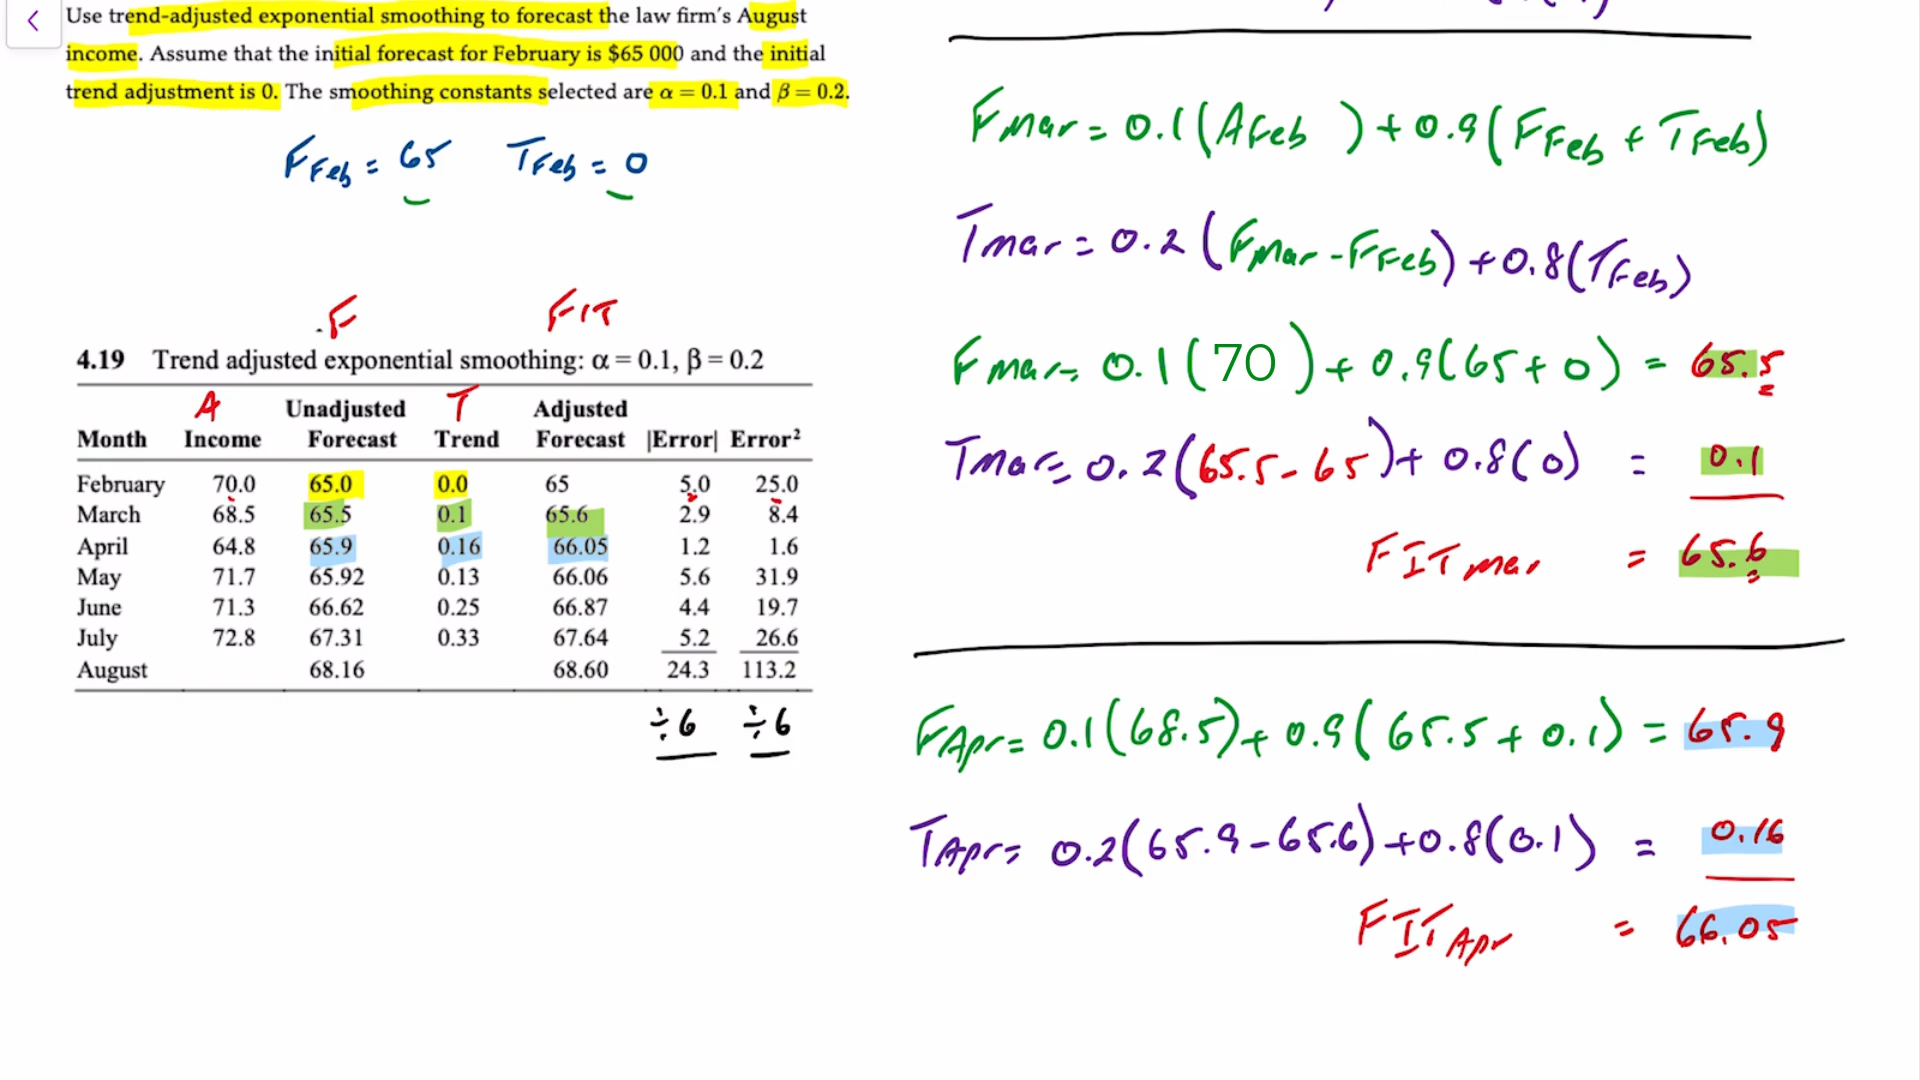 Use trend-adjusted exponential smoothing to forecast the law firm's August
income. Assume that the initial forecast for February is $65 000 and the initial
trend adjustment is 0. The smoothing constants selected are α = 0.1 and β = 0.2.
FFeb = 65 TFeb = 0
F FIT
4.19 Trend adjusted exponential smoothing: α = 0.1, β = 0.2
A T
Unadjusted Adjusted
Month Income Forecast Trend Forecast |Error| Error²
February 70.0 65.0 0.0 65 5.0 25.0
March 68.5 65.5 0.1 65.6 2.9 8.4
April 64.8 65.9 0.16 66.05 1.2 1.6
May 71.7 65.92 0.13 66.06 5.6 31.9
June 71.3 66.62 0.25 66.87 4.4 19.7
July 72.8 67.31 0.33 67.64 5.2 26.6
August 68.16 68.60 24.3 113.2
÷6 ÷6
FMar = 0.1(AFeb ) + 0.9(FFeb + TFeb)
TMar = 0.2(FMar - FFeb) + 0.8(TFeb)
FMar = 0.1(70) + 0.9(65 + 0) = 65.5
TMar = 0.2(65.5 - 65) + 0.8(0) = 0.1
FITMar = 65.6
FApr = 0.1(68.5) + 0.9(65.5 + 0.1) = 65.9
TApr = 0.2(65.9 - 65.6) + 0.8(0.1) = 0.16
FITApr = 66.05